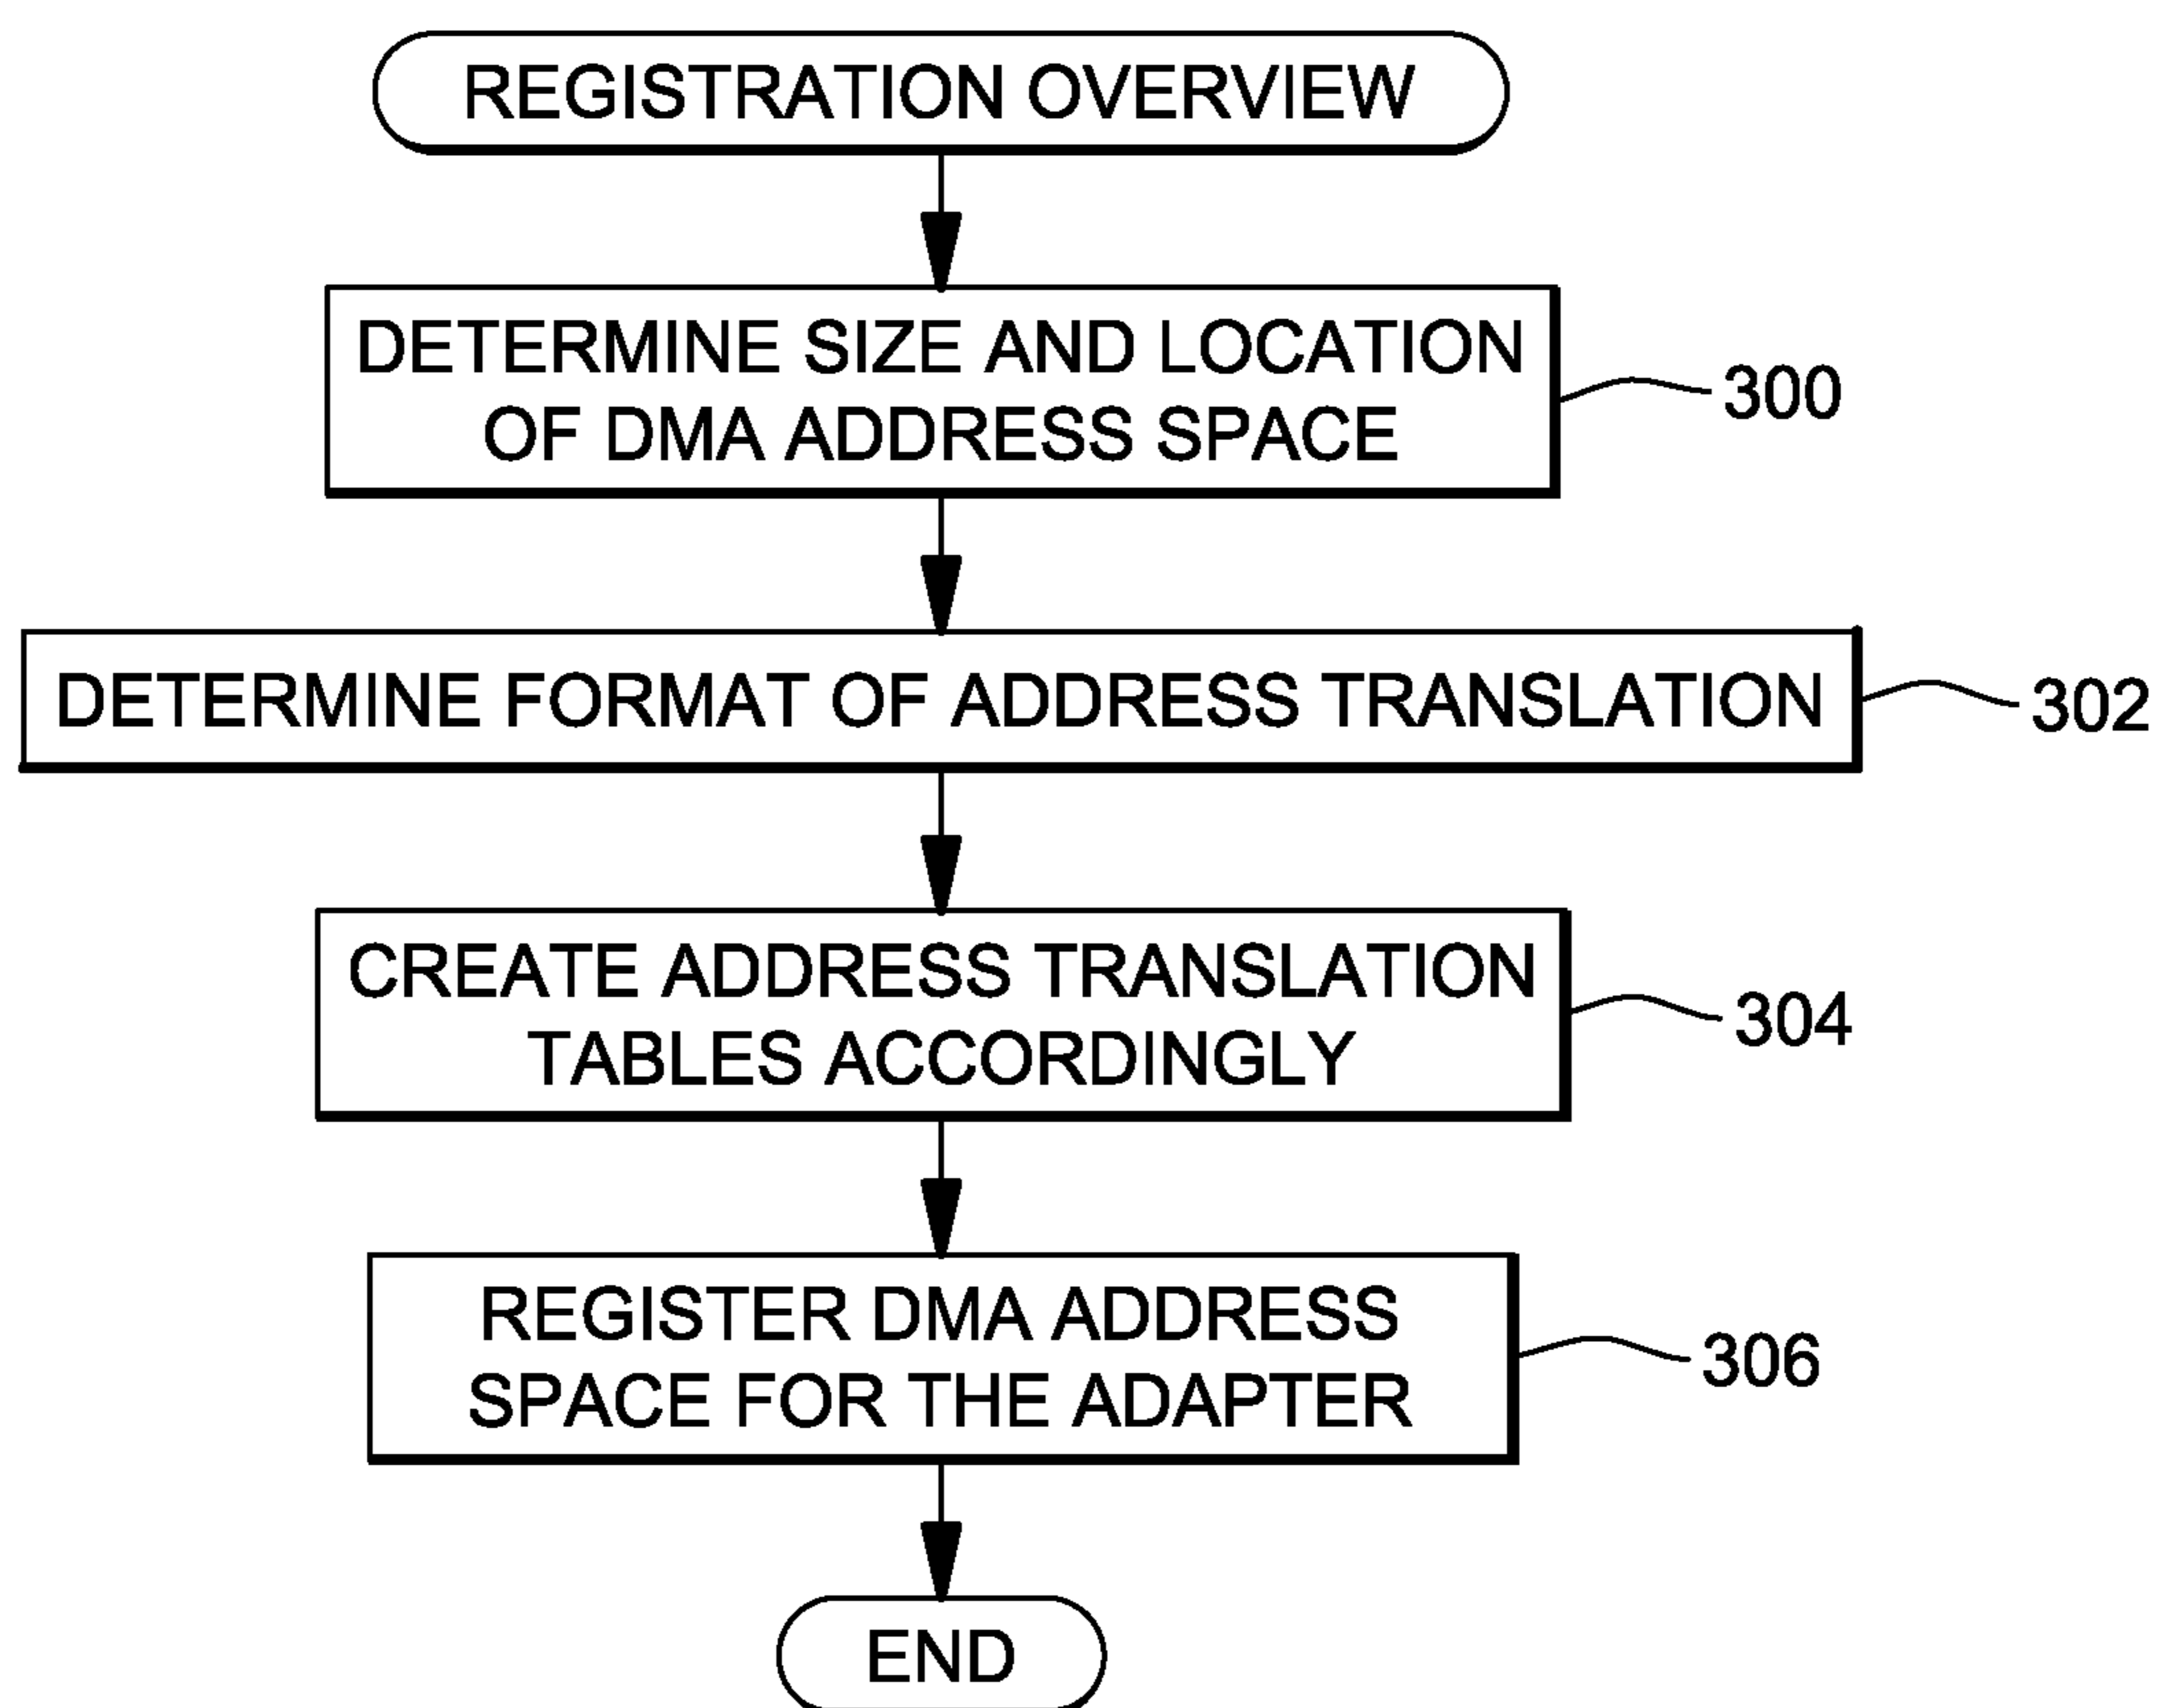 REGISTRATION OVERVIEW
DETERMINE SIZE AND LOCATION
OF DMA ADDRESS SPACE
300
DETERMINE FORMAT OF ADDRESS TRANSLATION
302
CREATE ADDRESS TRANSLATION
TABLES ACCORDINGLY
304
REGISTER DMA ADDRESS
SPACE FOR THE ADAPTER
306
END